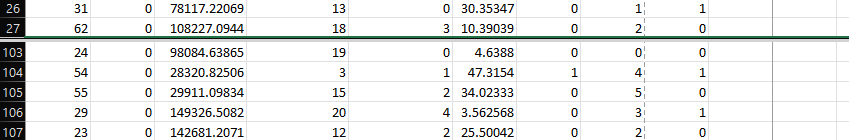 26 31 0 78117.22069 13 0 30.35347 0 1 1
27 62 0 108227.0944 18 3 10.39039 0 2 0
103 24 0 98084.63865 19 0 4.6388 0 0 0
104 54 0 28320.82506 3 1 47.3154 1 4 1
105 55 0 29911.09834 15 2 34.02333 0 5 0
106 29 0 149326.5082 20 4 3.562568 0 3 1
107 23 0 142681.2071 12 2 25.50042 0 2 0